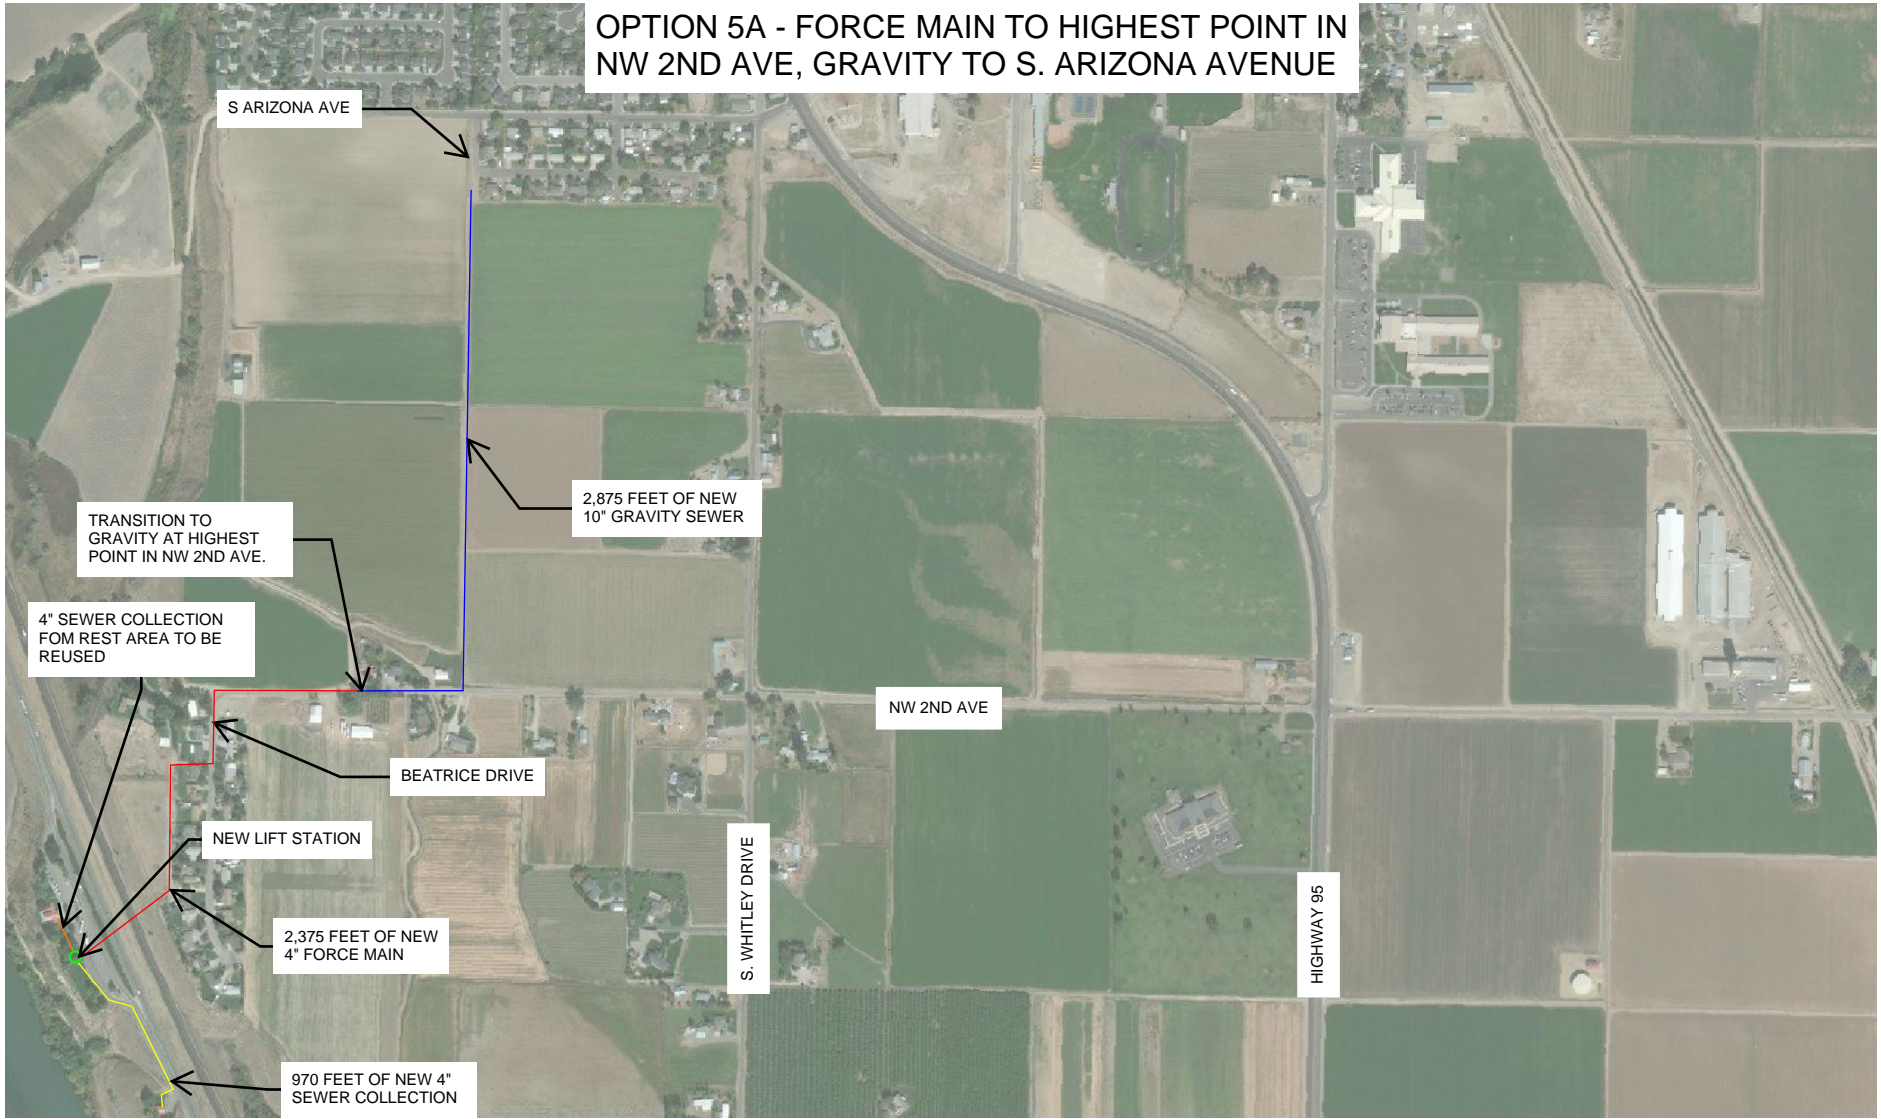 OPTION 5A - FORCE MAIN TO HIGHEST POINT IN
NW 2ND AVE, GRAVITY TO S. ARIZONA AVENUE
S ARIZONA AVE
2,875 FEET OF NEW
10" GRAVITY SEWER
TRANSITION TO
GRAVITY AT HIGHEST
POINT IN NW 2ND AVE.
4" SEWER COLLECTION
FOM REST AREA TO BE
REUSED
NW 2ND AVE
BEATRICE DRIVE
NEW LIFT STATION
S. WHITLEY DRIVE
HIGHWAY 95
2,375 FEET OF NEW
4" FORCE MAIN
970 FEET OF NEW 4"
SEWER COLLECTION